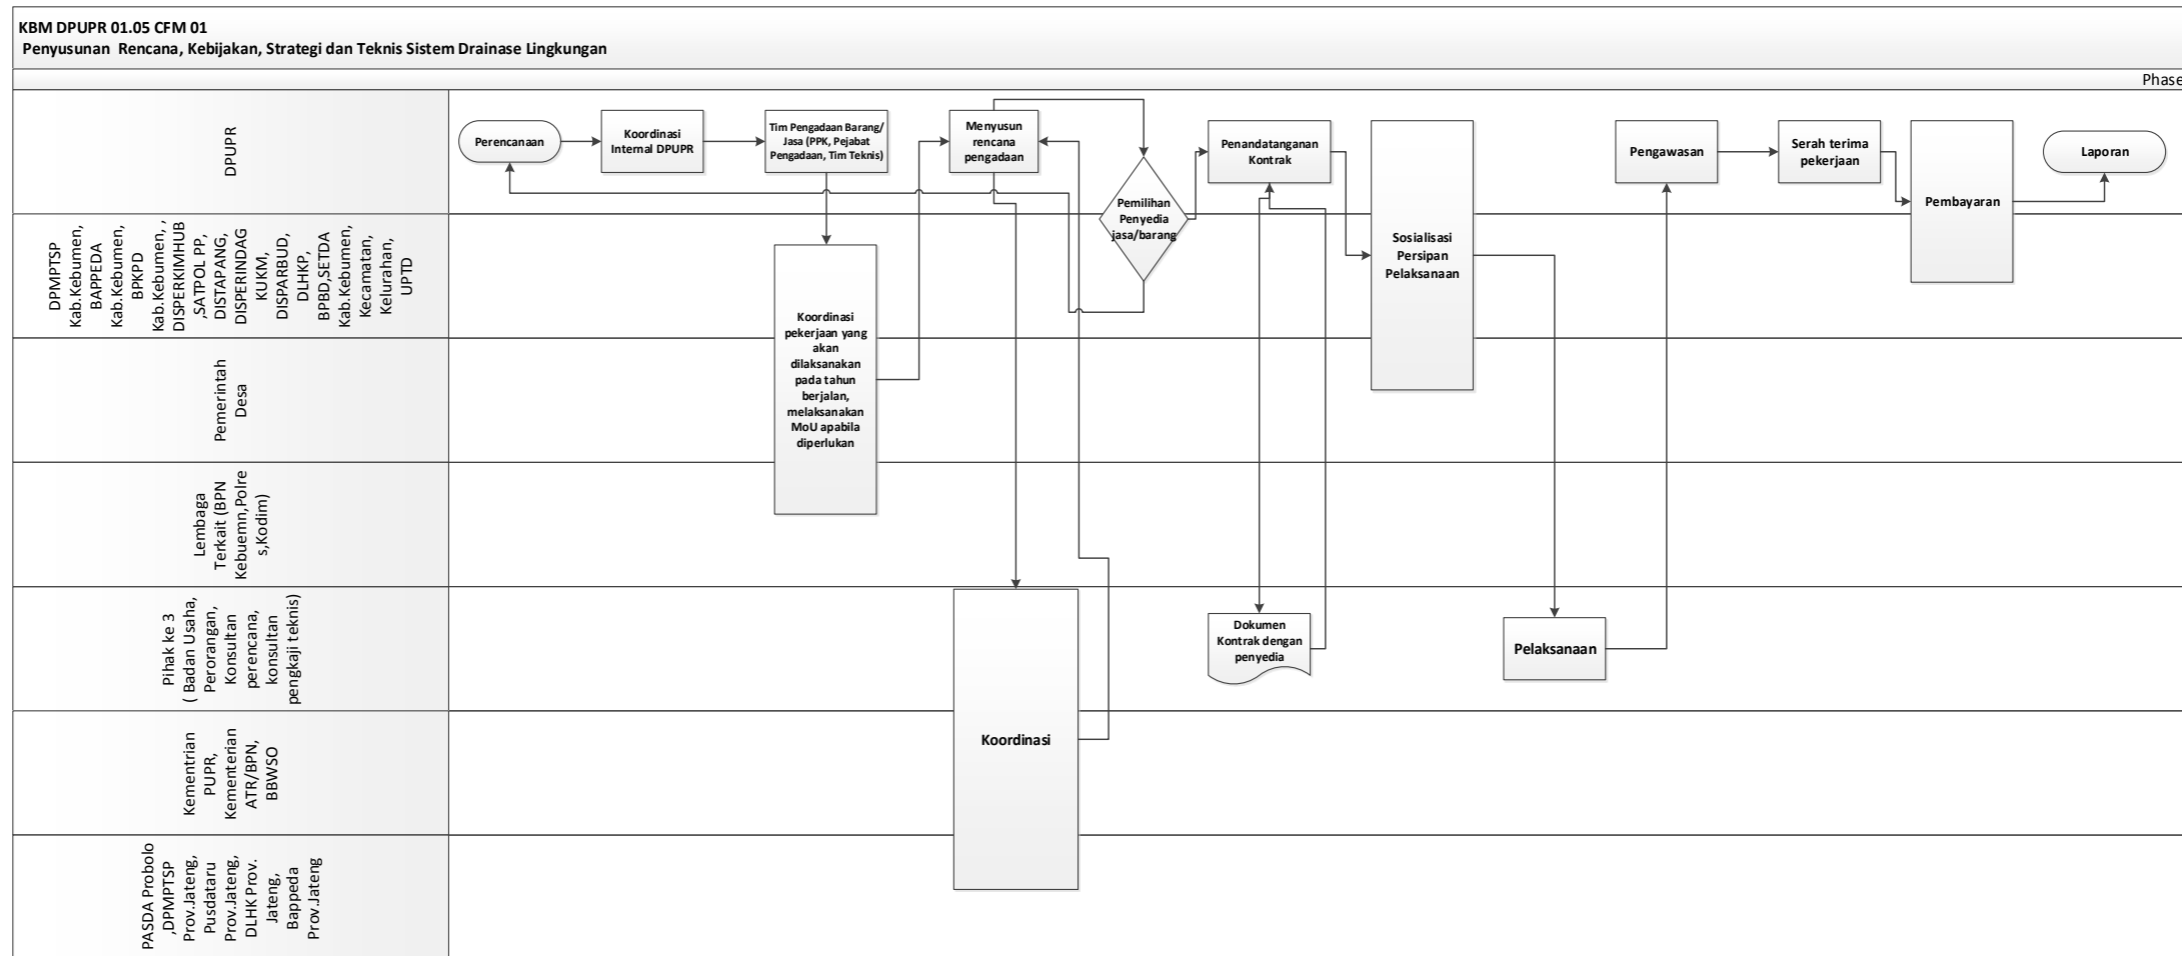 KBM DPUPR 01.05 CFM 01
Penyusunan Rencana, Kebijakan, Strategi dan Teknis Sistem Drainase Lingkungan
Phase
DPUPR
Perencanaan
Koordinasi
Internal DPUPR
Tim Pengadaan Barang/
Jasa (PPK, Pejabat
Pengadaan, Tim Teknis)
Menyusun
rencana
pengadaan
Pemilihan
Penyedia
jasa/barang
Penandatanganan
Kontrak
Sosialisasi
Persipan
Pelaksanaan
Pengawasan
Serah terima
pekerjaan
Pembayaran
Laporan
DPMPTSP
Kab.Kebumen,
BAPPEDA
Kab.Kebumen,
BPKPD
Kab.Kebumen, ,
DISPERKIMHUB
,SATPOL PP,
DISTAPANG,
DISPERINDAG
KUKM,
DISPARBUD,
DLHKP,
BPBD,SETDA
Kab.Kebumen,
Kecamatan,
Kelurahan,
UPTD
Koordinasi
pekerjaan yang
akan
dilaksanakan
pada tahun
berjalan,
melaksanakan
MoU apabila
diperlukan
Pemerintah
Desa
Lembaga
Terkait (BPN
Kebuemn,Polre
s,Kodim)
Pihak ke 3
( Badan Usaha,
Perorangan,
Konsultan
perencana,
konsultan
pengkaji teknis)
Dokumen
Kontrak dengan
penyedia
Pelaksanaan
Kementrian
PUPR,
Kementerian
ATR/BPN,
BBWSO
Koordinasi
PASDA Probolo
,DPMPTSP
Prov.Jateng,
Pusdataru
Prov.Jateng,
DLHK Prov.
Jateng,
Bappeda
Prov.Jateng